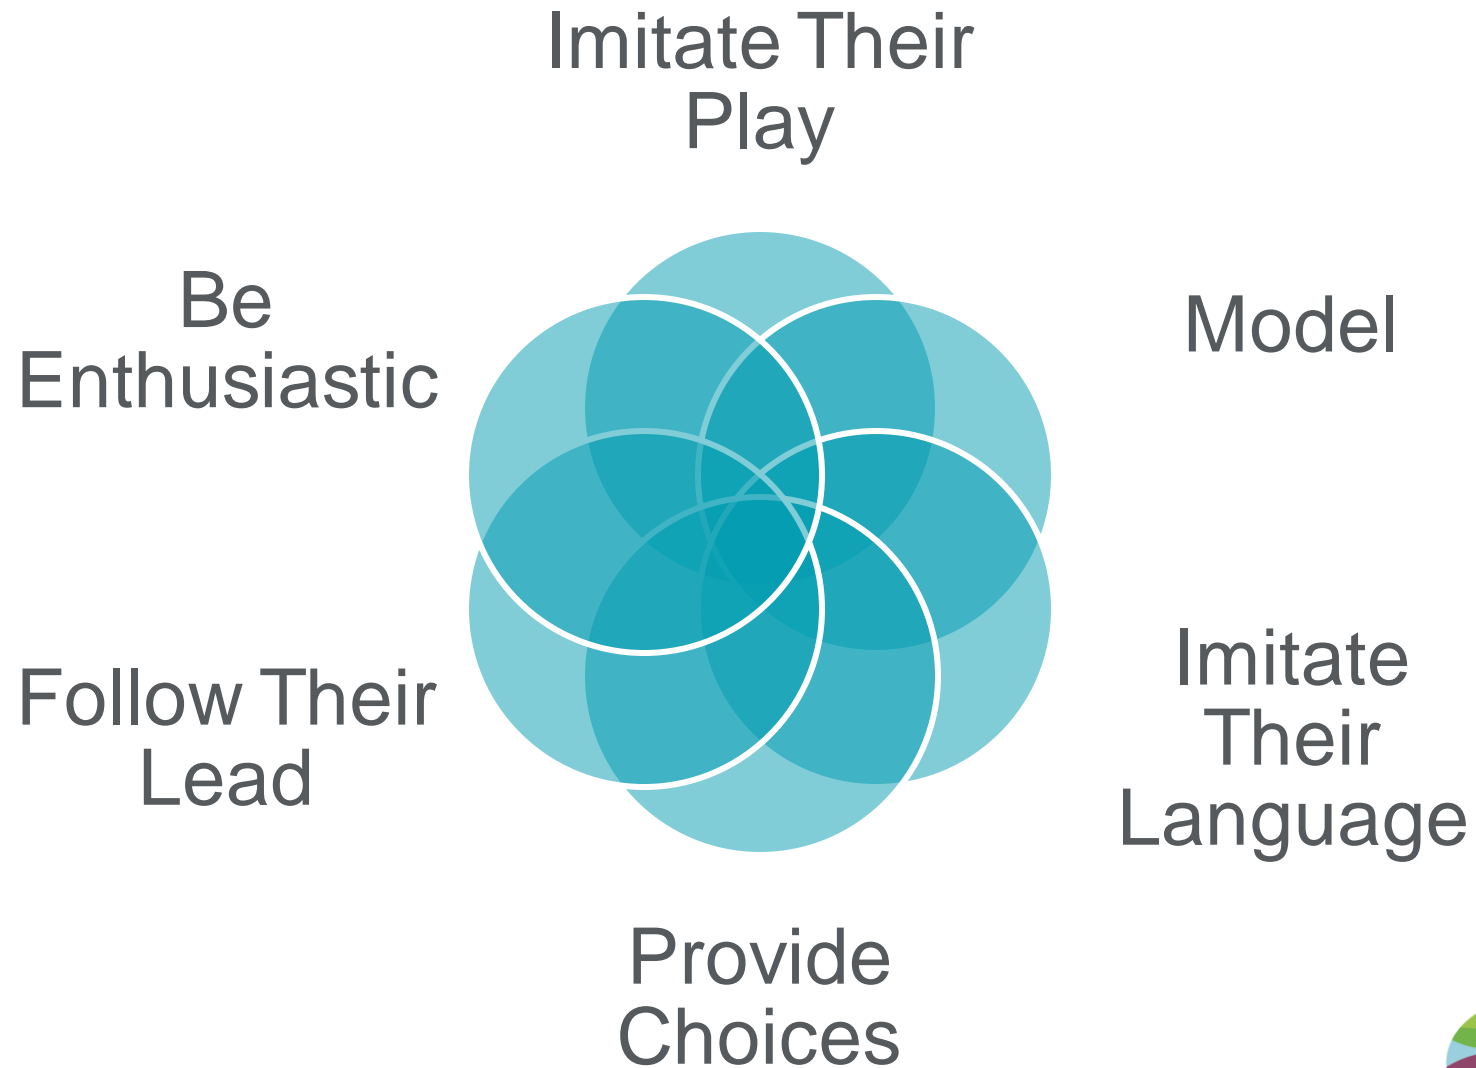 Imitate Their
Play
Model
Imitate
Their
Language
Provide
Choices
Follow Their
Lead
Be
Enthusiastic